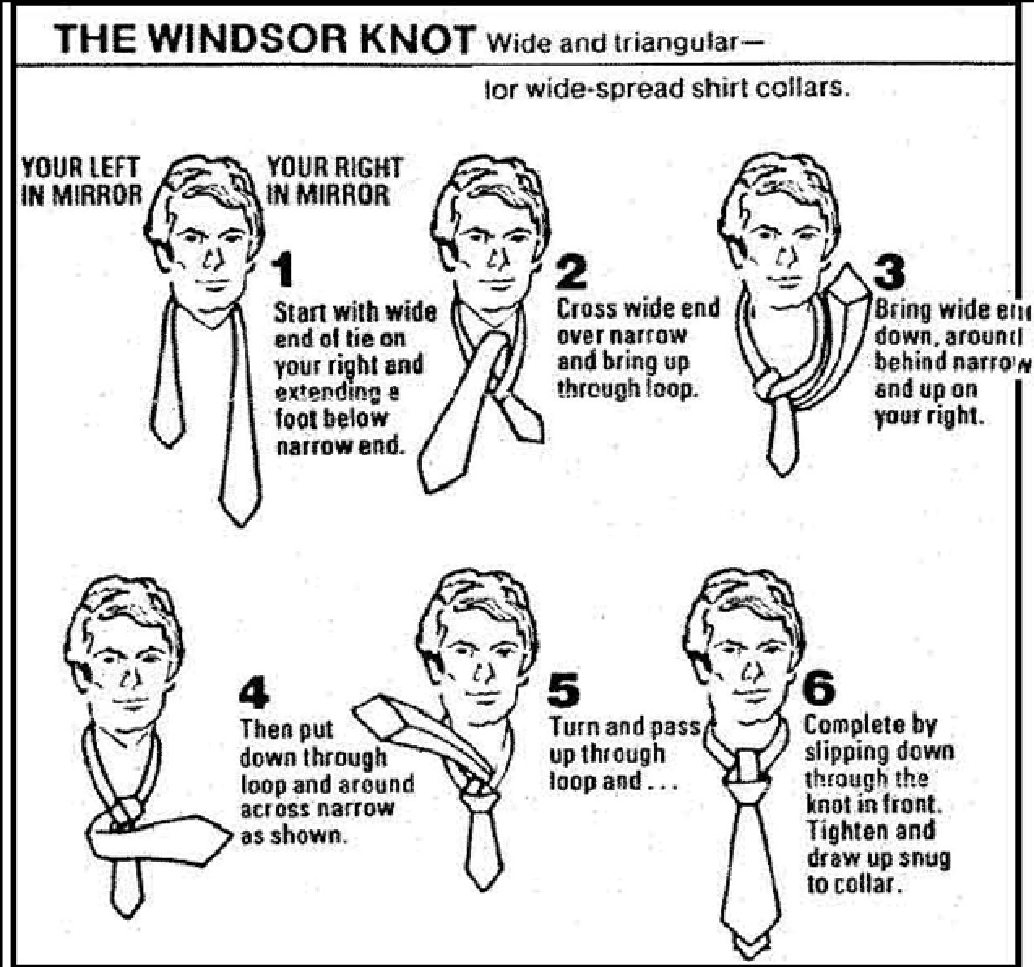 THE WINDSOR KNOT Wide and triangular—
for wide-spread shirt collars.
YOUR LEFT
IN MIRROR
YOUR RIGHT
IN MIRROR
1
Start with wide
end of tie on
your right and
extending a
foot below
narrow end.
2
Cross wide end
over narrow
and bring up
through loop.
3
Bring wide end
down, around
behind narrow
and up on
your right.
4
Then put
down through
loop and around
across narrow
as shown.
5
Turn and pass
up through
loop and...
6
Complete by
slipping down
through the
knot in front.
Tighten and
draw up snug
to collar.